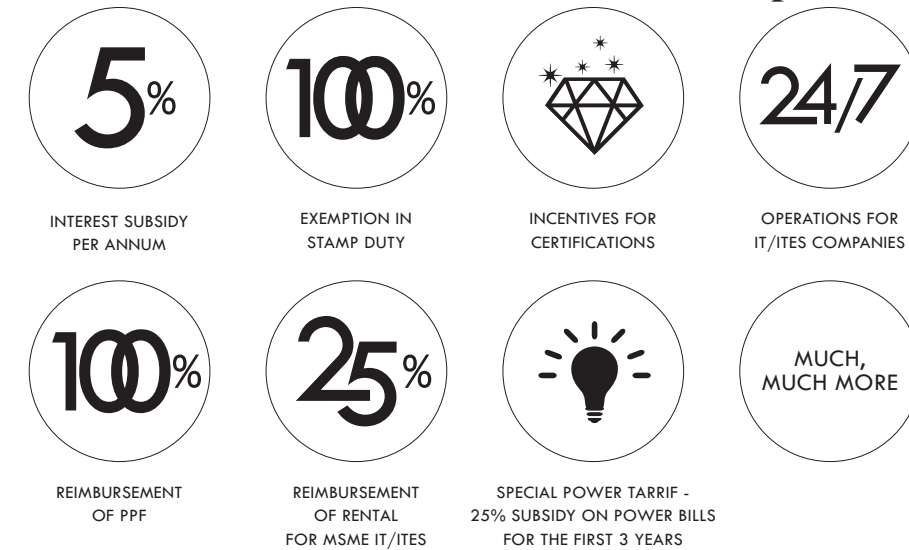 5%
INTEREST SUBSIDY
PER ANNUM
100%
EXEMPTION IN
STAMP DUTY
INCENTIVES FOR
CERTIFICATIONS
24/7
OPERATIONS FOR
IT/ITES COMPANIES
100%
REIMBURSEMENT
OF PPF
25%
REIMBURSEMENT
OF RENTAL
FOR MSME IT/ITES
SPECIAL POWER TARRIF -
25% SUBSIDY ON POWER BILLS
FOR THE FIRST 3 YEARS
MUCH,
MUCH MORE